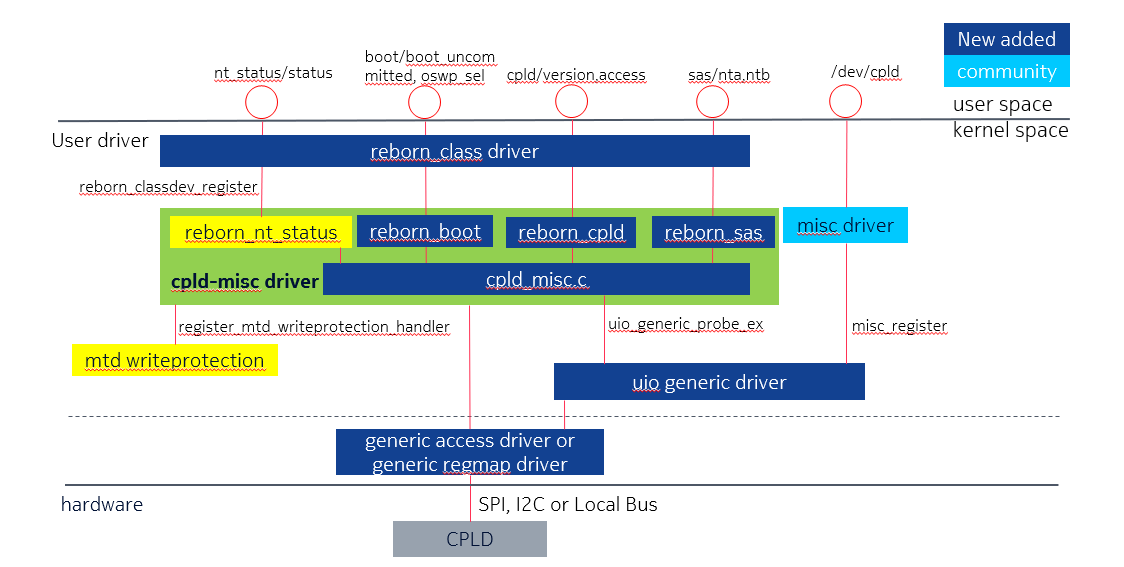 New added
community
user space
kernel space
nt_status/status
boot/boot_uncom
mitted, oswp_sel
cpld/version,access
sas/nta,ntb
/dev/cpld
User driver
reborn_class driver
reborn_classdev_register
reborn_nt_status
reborn_boot
reborn_cpld
reborn_sas
misc driver
cpld-misc driver
cpld_misc.c
register_mtd_writeprotection_handler
uio_generic_probe_ex
misc_register
mtd writeprotection
uio generic driver
generic access driver or
generic regmap driver
hardware
SPI, I2C or Local Bus
CPLD